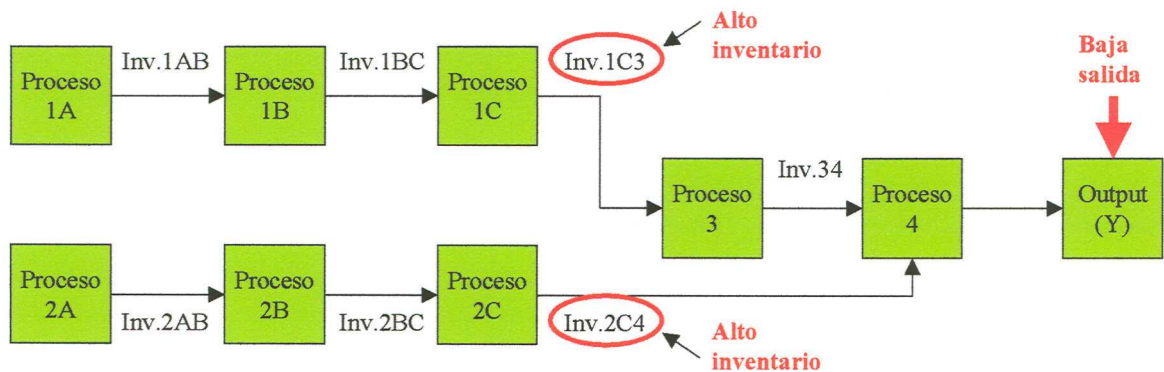 Alto
inventario
Baja
salida
Inv.1AB
Inv.1BC
Inv.1C3
Proceso
1A
Proceso
1B
Proceso
1C
Proceso
3
Inv.34
Proceso
4
Output
(Y)
Proceso
2A
Inv.2AB
Proceso
2B
Inv.2BC
Proceso
2C
Inv.2C4
Alto
inventario